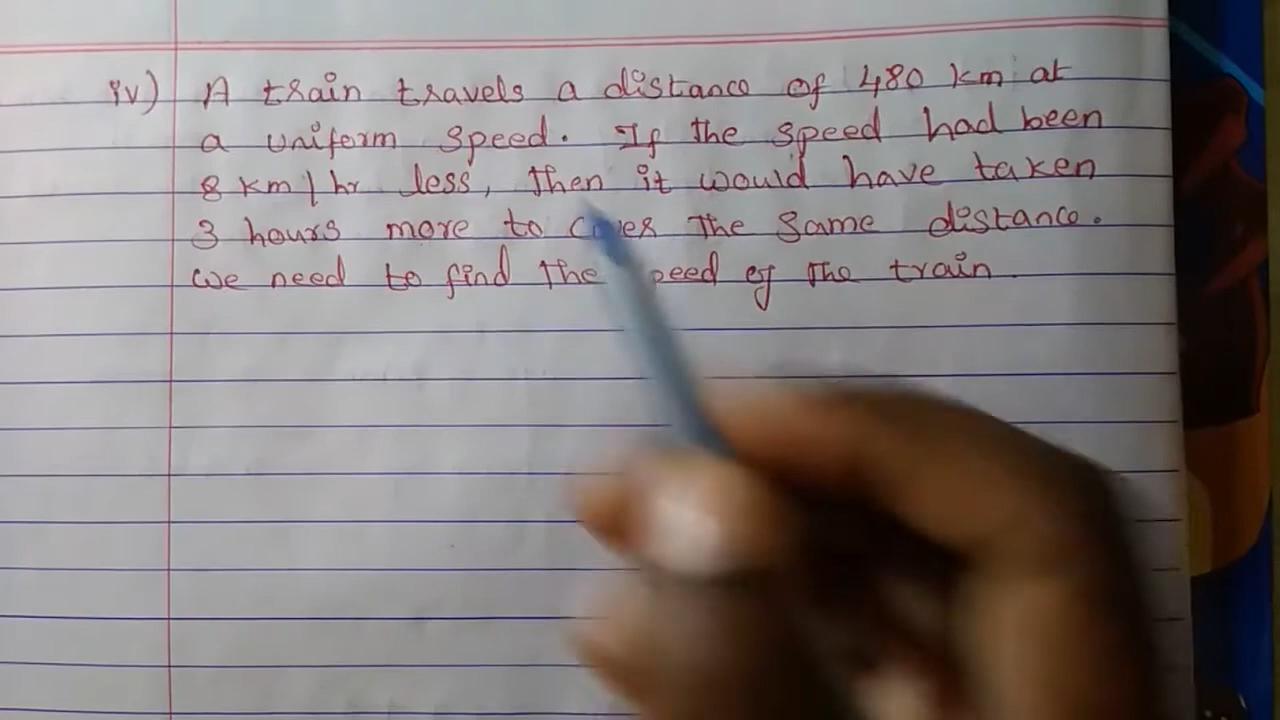 iv) A train travels a distance of 480 km at
a uniform speed. If the speed had been
8 km/hr less, then it would have taken
3 hours more to cover the same distance.
We need to find the speed of the train.